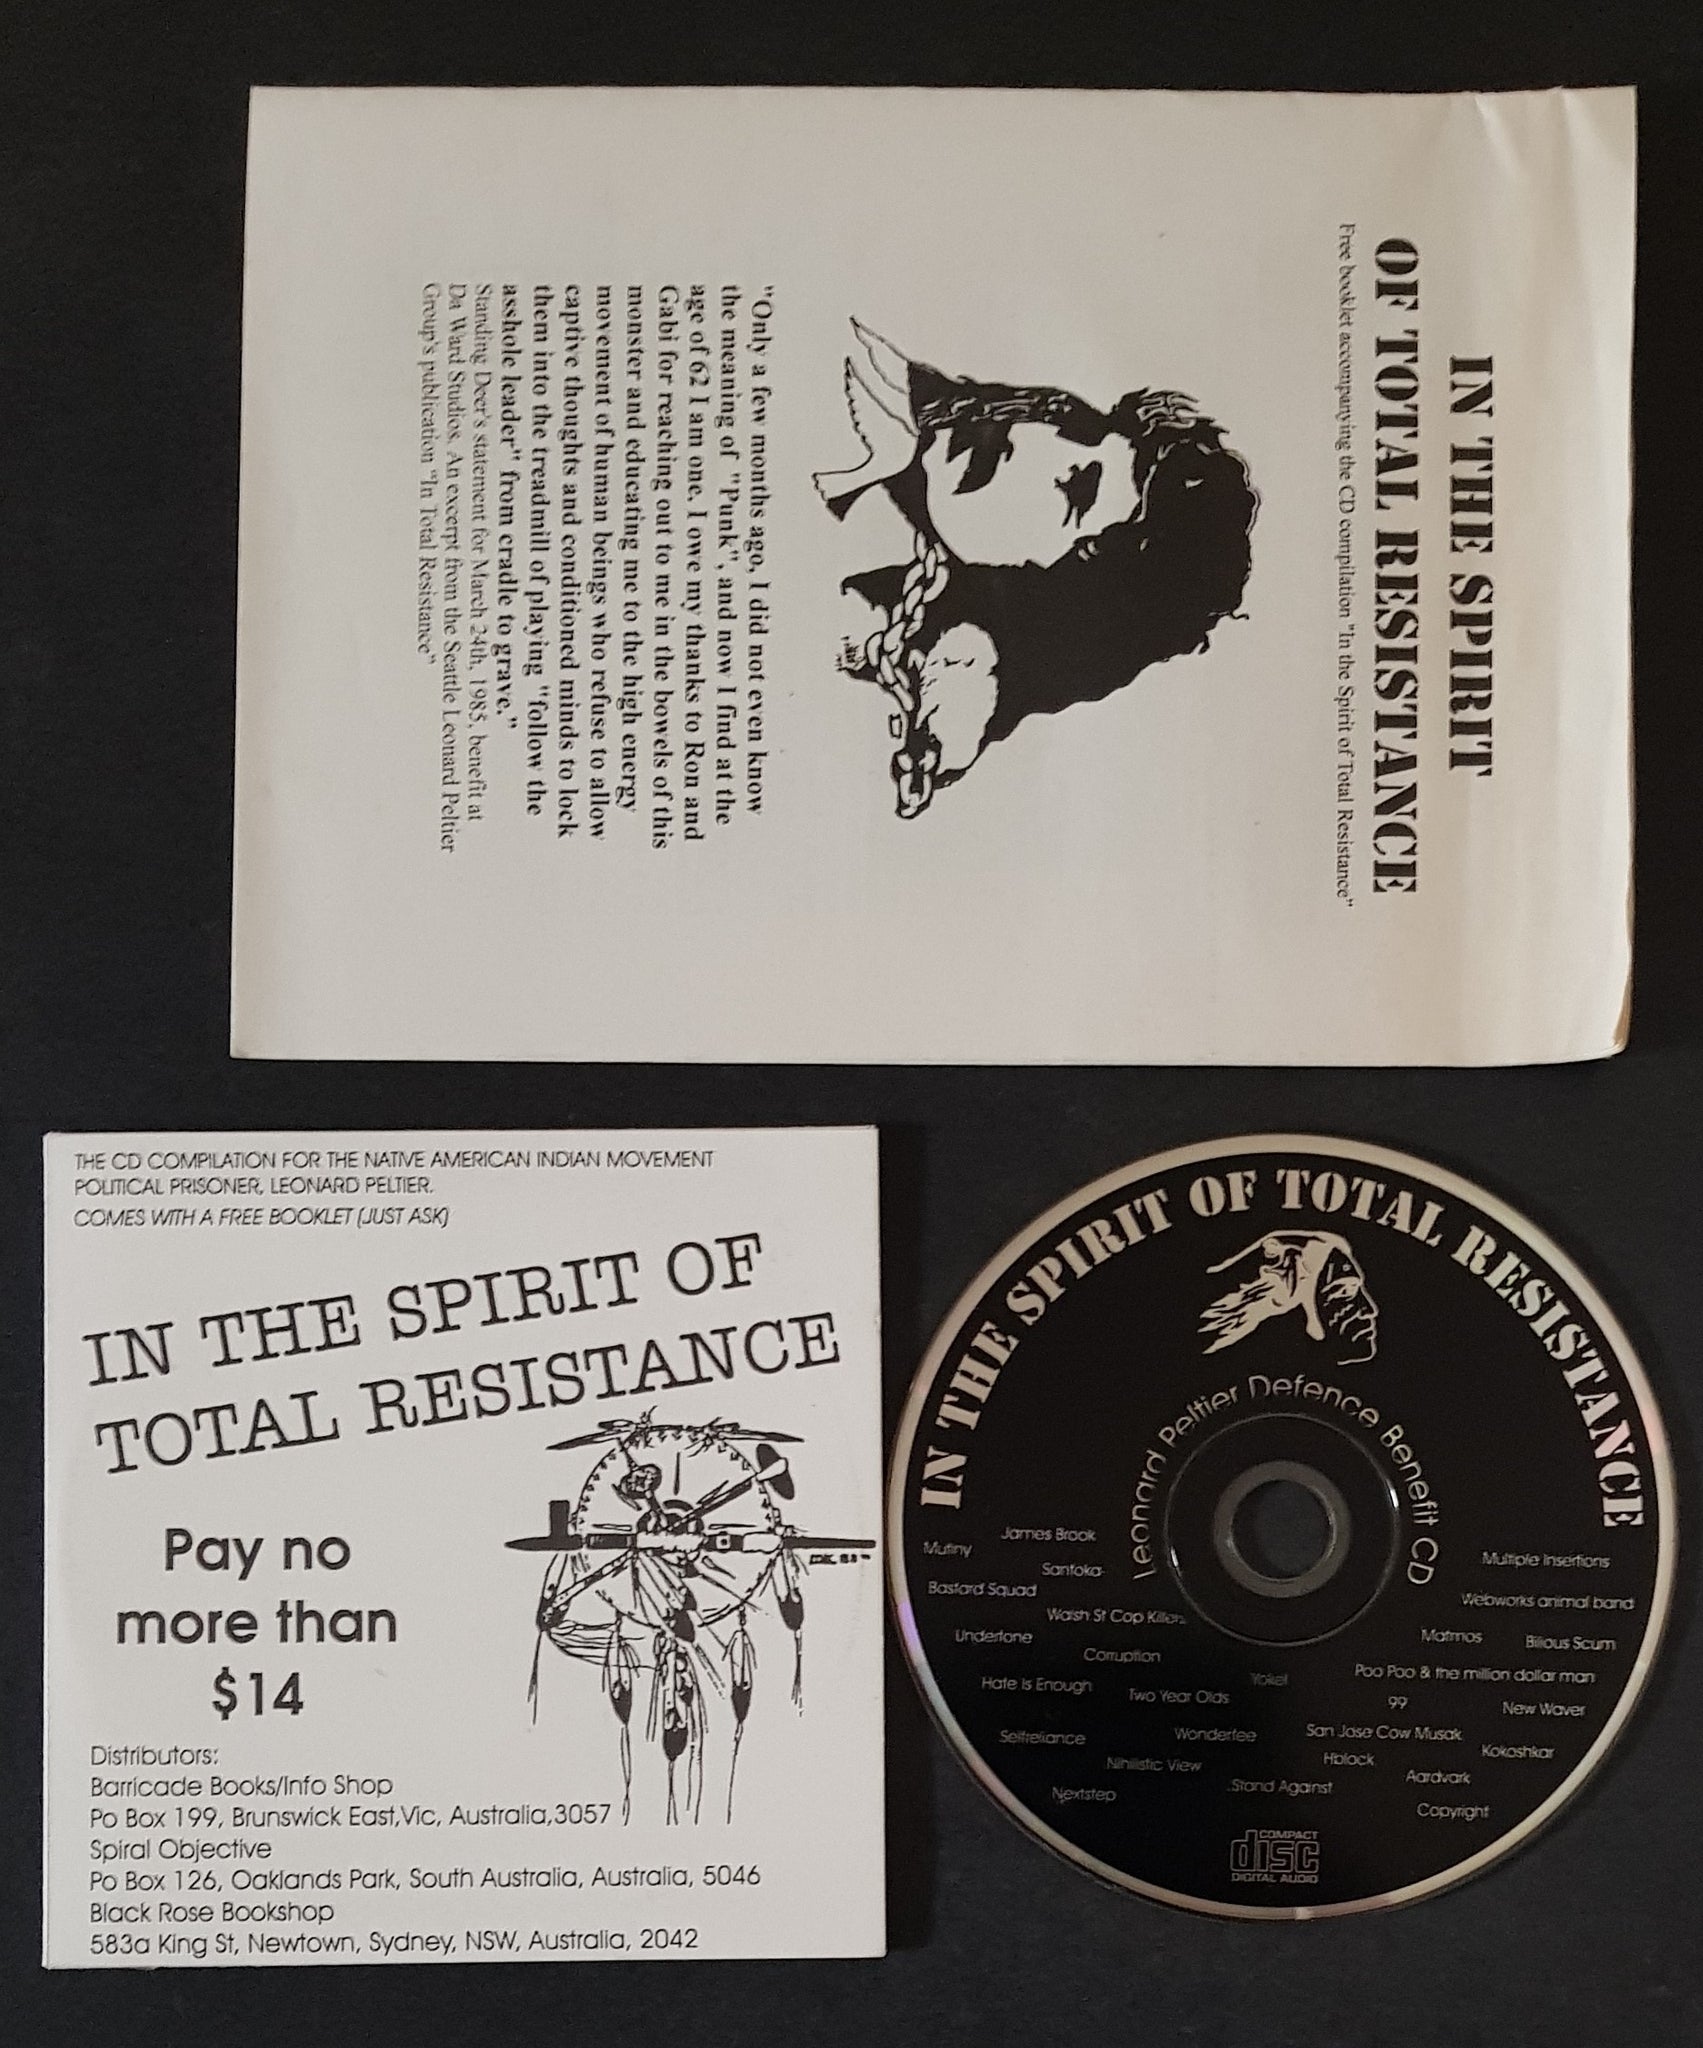 IN THE SPIRIT
OF TOTAL RESISTANCE
Free booklet accompanying the CD compilation "In the Spirit of Total Resistance"
"Only a few months ago, I did not even know
the meaning of "Punk", and now I find at the
age of 62 I am one. I owe my thanks to Ron and
Gabi for reaching out to me in the bowels of this
monster and educating me to the high energy
movement of human beings who refuse to allow
captive thoughts and conditioned minds to lock
them into the treadmill of playing "follow the
asshole leader" from cradle to grave."
Standing Deer's statement for March 24th, 1985, benefit at
Da Ward Studios. An excerpt from the Seattle Leonard Peltier
Group's publication "In Total Resistance"
THE CD COMPILATION FOR THE NATIVE AMERICAN INDIAN MOVEMENT
POLITICAL PRISONER, LEONARD PELTIER.
COMES WITH A FREE BOOKLET (JUST ASK)
IN THE SPIRIT OF
TOTAL RESISTANCE
Pay no
more than
$14
Distributors:
Barricade Books/Info Shop
Po Box 199, Brunswick East,Vic, Australia,3057
Spiral Objective
Po Box 126, Oaklands Park, South Australia, Australia, 5046
Black Rose Bookshop
583a King St, Newtown, Sydney, NSW, Australia, 2042
IN THE SPIRIT OF TOTAL RESISTANCE
Leonard Peltier Defence Benefit CD
James Brook
Mutiny
Santoka
Bastard Squad
Walsh St Cop Killers
Undertone
Corruption
Hate Is Enough
Two Year Olds
Yokel
Selfreliance
Wonderfee
Nihilistic View
Nextstep
Stand Against
Multiple Insertions
Webworks animal band
Matmos
Bilious Scum
Poo Poo & the million dollar man
99
New Waver
San Jose Cow Musak
Kokoshkar
H'block
Aardvark
Copyright
COMPACT
disc
DIGITAL AUDIO